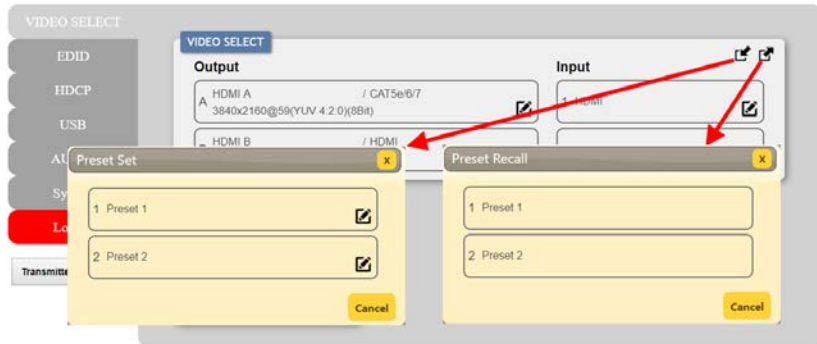 VIDEO SELECT
EDID
HDCP
USB
Transmitte
VIDEO SELECT
Output
A HDMI A / CAT5e/6/7
3840x2160@59(YUV 4:2:0)(8Bit)
HDMI B / HDMI
Input
1 HDMI
Preset Set
x
1 Preset 1
2 Preset 2
Cancel
Preset Recall
x
1 Preset 1
2 Preset 2
Cancel